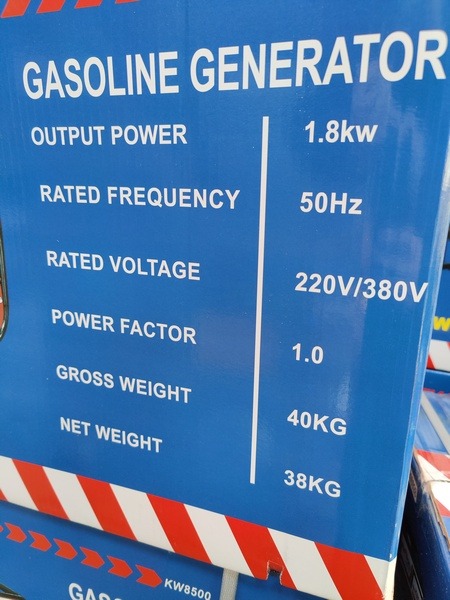 GASOLINE GENERATOR
OUTPUT POWER 1.8kw
RATED FREQUENCY 50Hz
RATED VOLTAGE 220V/380V
POWER FACTOR 1.0
GROSS WEIGHT 40KG
NET WEIGHT 38KG
KW8500